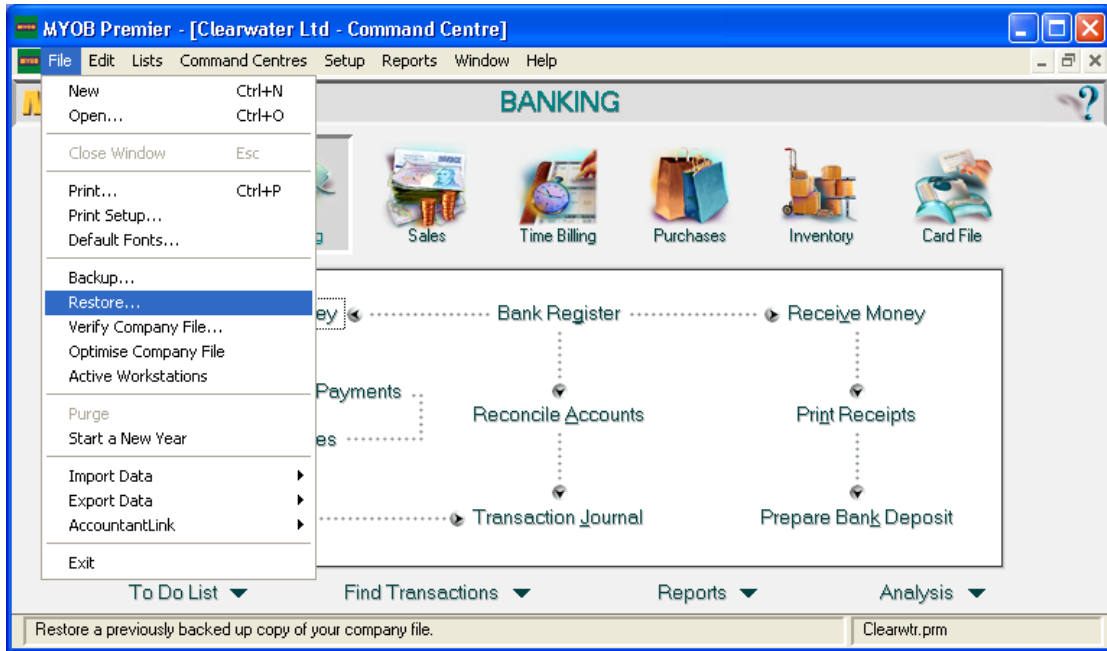 MYOB Premier - [Clearwater Ltd - Command Centre]
MYOB File Edit Lists Command Centres Setup Reports Window Help
BANKING
New Ctrl+N
Open... Ctrl+O
Close Window Esc
Print... Ctrl+P
Print Setup...
Default Fonts...
Backup...
Restore...
Verify Company File...
Optimise Company File
Active Workstations
Purge
Start a New Year
Import Data
Export Data
AccountantLink
Exit
INVOICE
Sales Time Billing Purchases Inventory Card File
Bank Register Receive Money
Payments
Reconcile Accounts Print Receipts
Transaction Journal Prepare Bank Deposit
To Do List Find Transactions Reports Analysis
Restore a previously backed up copy of your company file. Clearwtr.prm